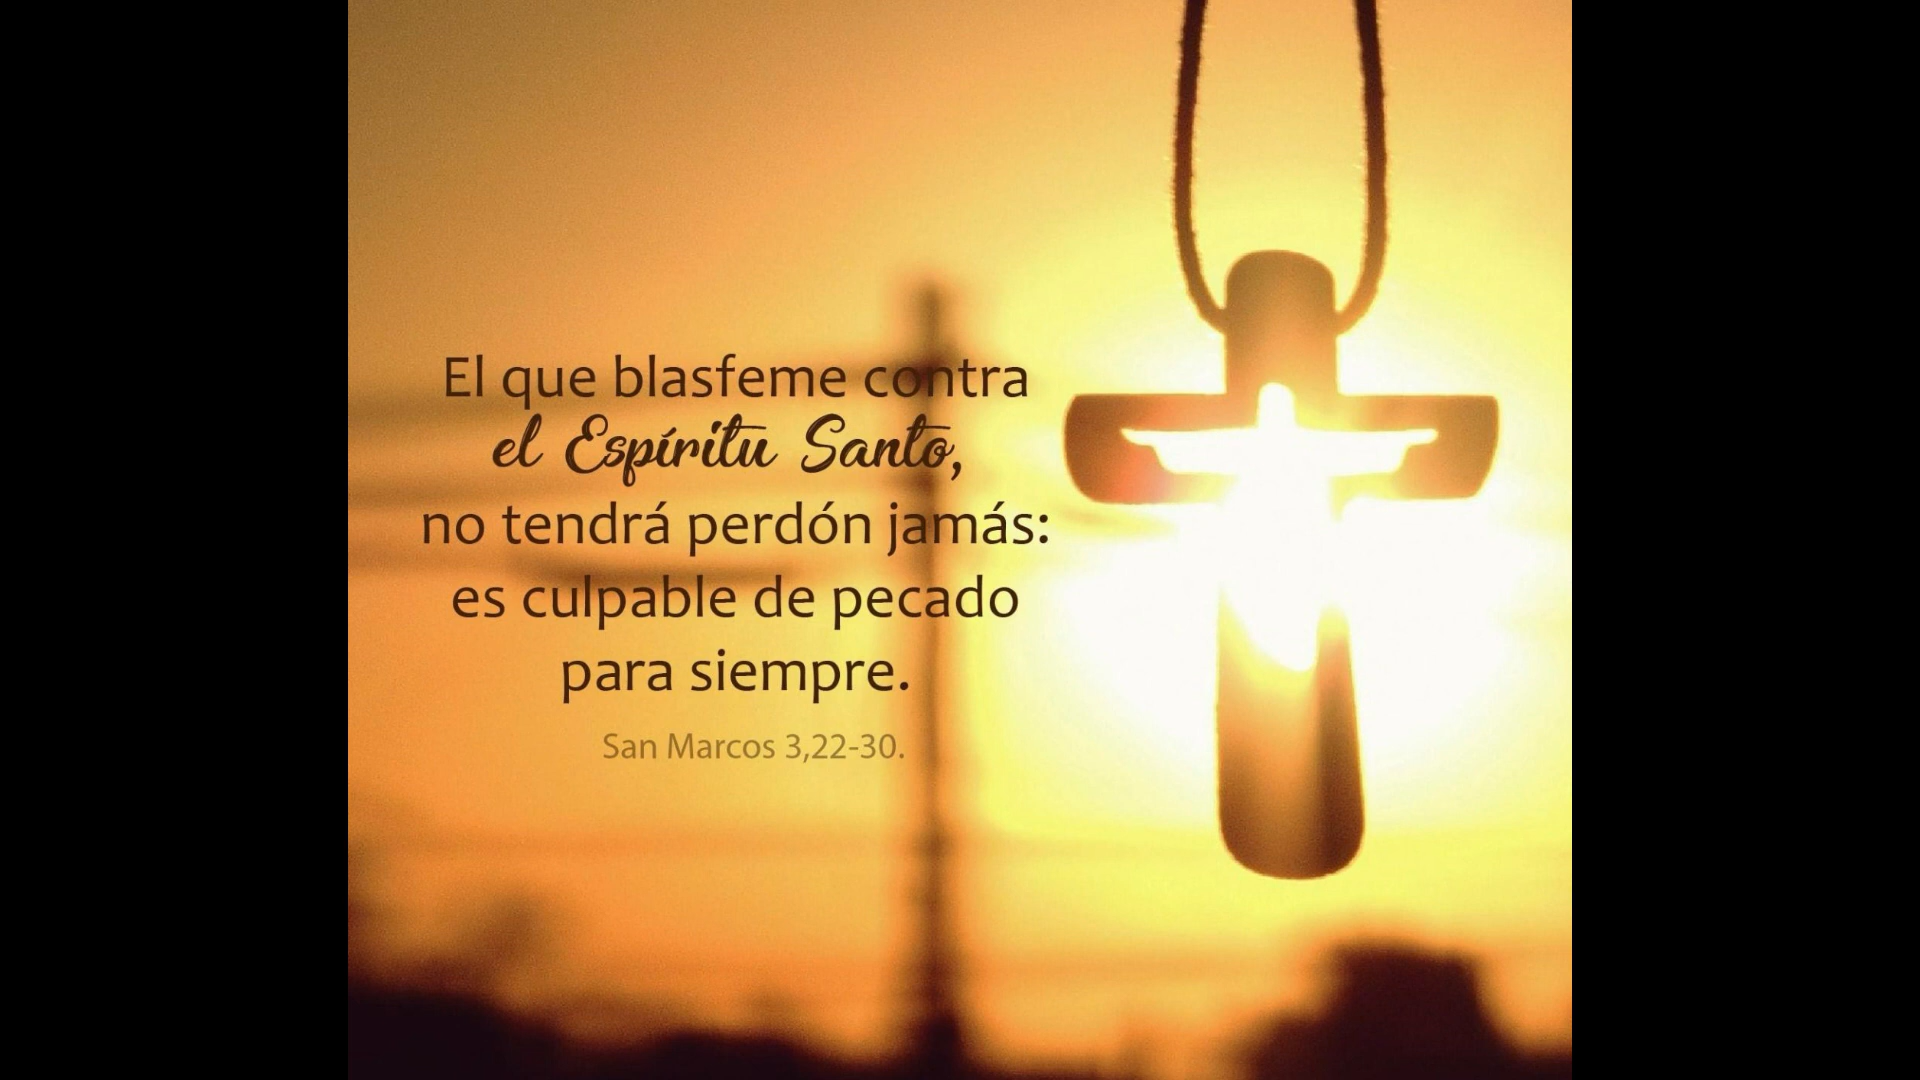 El que blasfeme contra
el Espíritu Santo,
no tendrá perdón jamás:
es culpable de pecado
para siempre.
San Marcos 3,22-30.